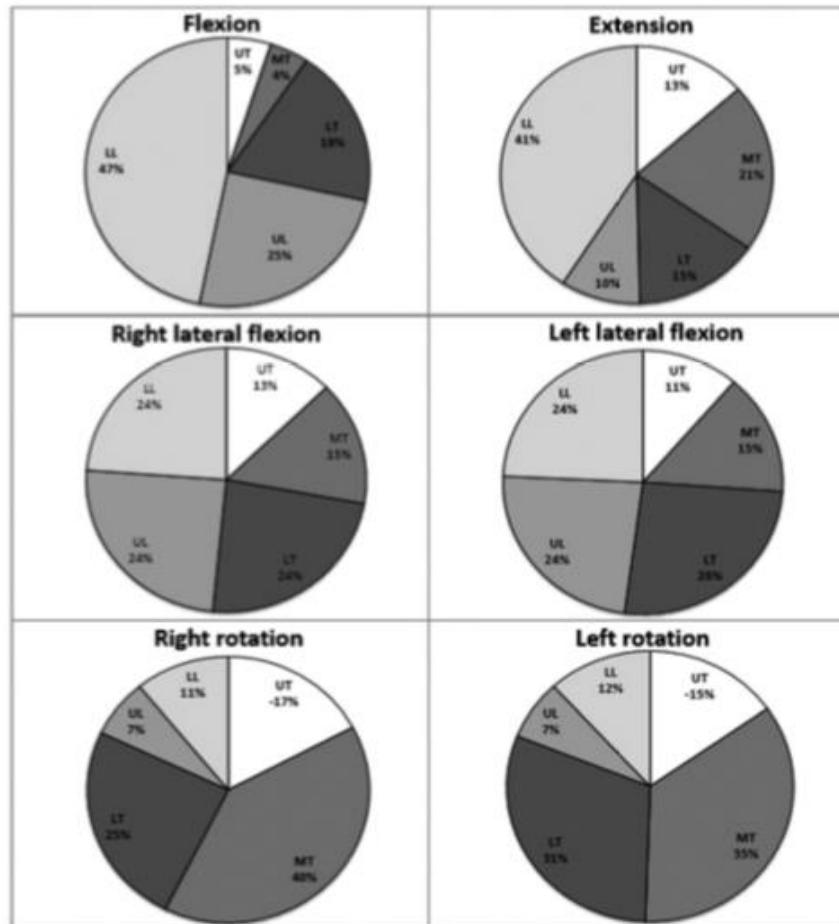 Flexion
UT
5%
MT
4%
LT
UL
25%
LL
47%
Extension
UT
13%
MT
21%
LT
15%
UL
10%
LL
41%
Right lateral flexion
UT
13%
MT
15%
LT
24%
UL
24%
LL
24%
Left lateral flexion
UT
11%
MT
15%
LT
26%
UL
24%
LL
24%
Right rotation
UT
-17%
MT
40%
LT
25%
UL
7%
LL
11%
Left rotation
UT
-15%
MT
35%
LT
31%
UL
7%
LL
12%